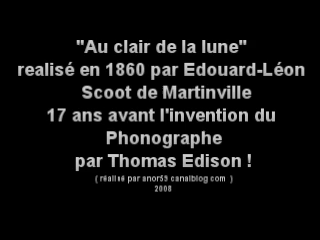 "Au clair de la lune"
realisé en 1860 par Edouard-Léon
Scoot de Martinville
17 ans avant l'invention du
Phonographe
par Thomas Edison !
( réalisé par anor59 canalblog com )
2008